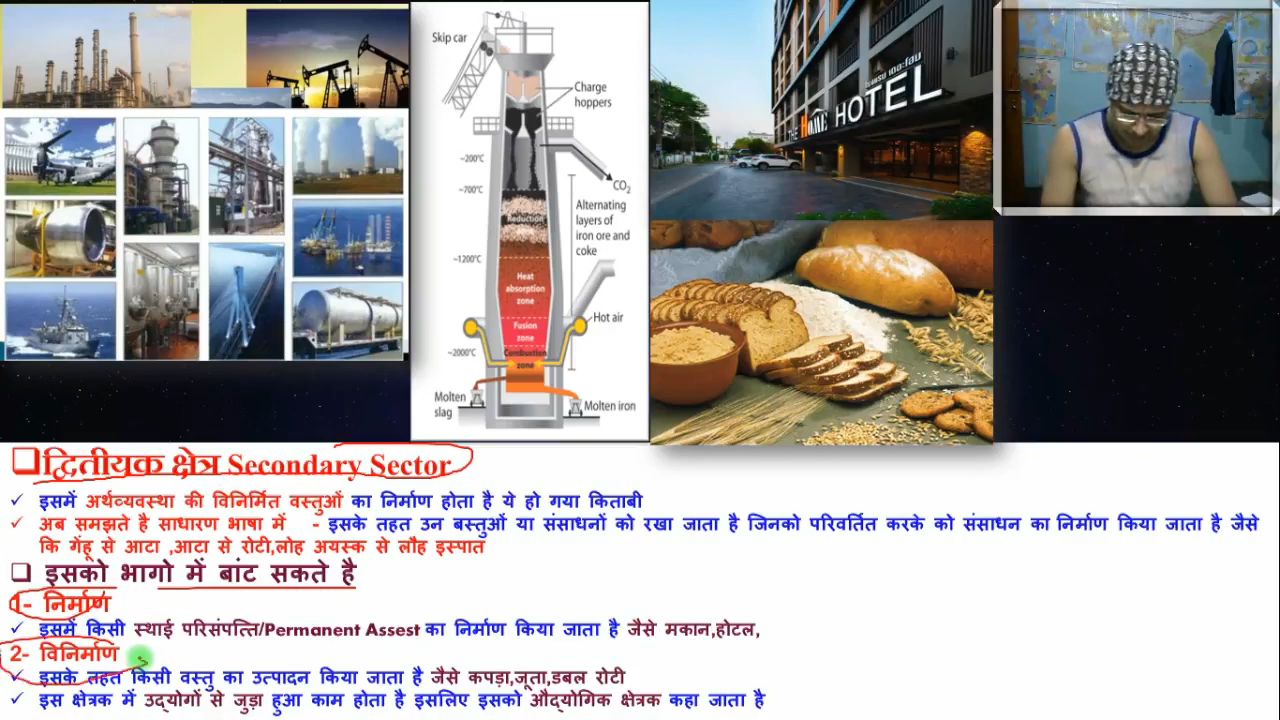 Skip car
Charge
hoppers
~200°C
~700°C
CO₂
Reduction
Alternating
layers of
iron ore and
coke
~1200°C
Heat
absorption
zone
Hot air
Fusion
zone
~2000°C
Combustion
zone
Molten
slag
Molten iron
THE HOME HOTEL
द्वितीयक क्षेत्र Secondary Sector
इसमें अर्थव्यवस्था की विनिर्मित वस्तुओं का निर्माण होता है ये हो गया किताबी
अब समझते है साधारण भाषा में - इसके तहत उन बस्तुओं या संसाधनों को रखा जाता है जिनको परिवर्तित करके को संसाधन का निर्माण किया जाता है जैसे
कि गेंहू से आटा ,आटा से रोटी,लोह अयस्क से लौह इस्पात
इसको भागो में बांट सकते है
1- निर्माण
इसमें किसी स्थाई परिसंपत्ति/Permanent Assest का निर्माण किया जाता है जैसे मकान,होटल,
2- विनिर्माण
इसके तहत किसी वस्तु का उत्पादन किया जाता है जैसे कपड़ा,जूता,डबल रोटी
इस क्षेत्रक में उद्योगों से जुड़ा हुआ काम होता है इसलिए इसको औद्योगिक क्षेत्रक कहा जाता है